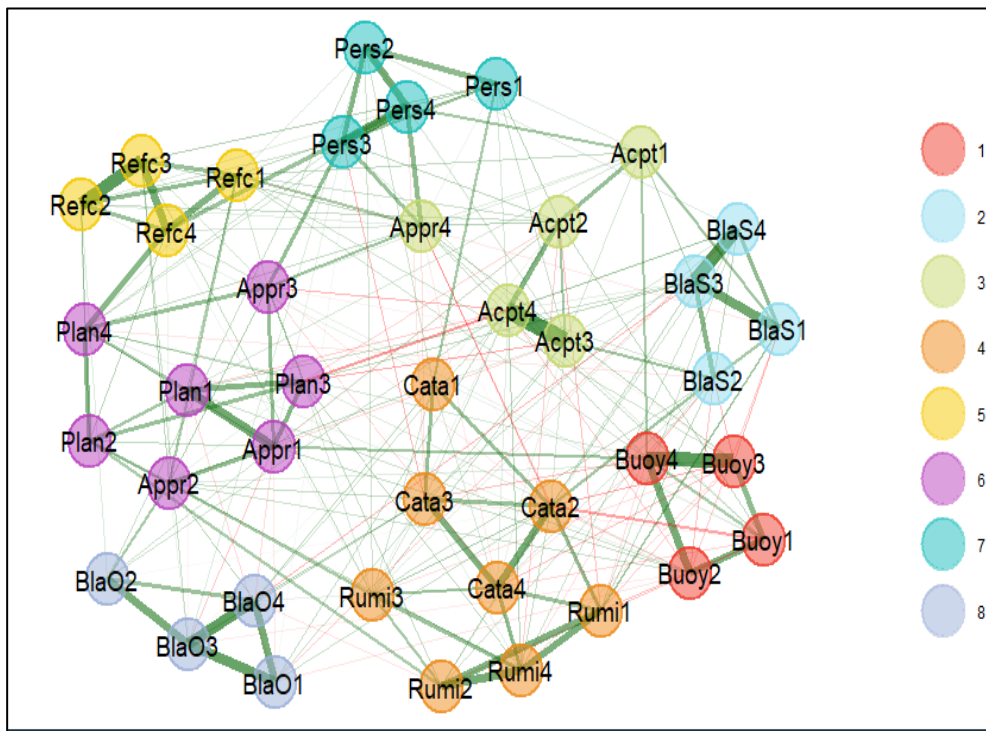 Pers2
Pers1
Pers4
Pers3
Acpt1
Refc3
Refc1
Refc2
Refc4
Appr4
Acpt2
BlaS4
BlaS3
BlaS1
BlaS2
Appr3
Acpt4
Acpt3
Plan4
Plan1
Plan3
Cata1
Plan2
Appr1
Appr2
Buoy4
Buoy3
Buoy1
Buoy2
Cata3
Cata2
Cata4
BlaO2
BlaO4
BlaO3
BlaO1
Rumi3
Rumi1
Rumi4
Rumi2
1
2
3
4
5
6
7
8